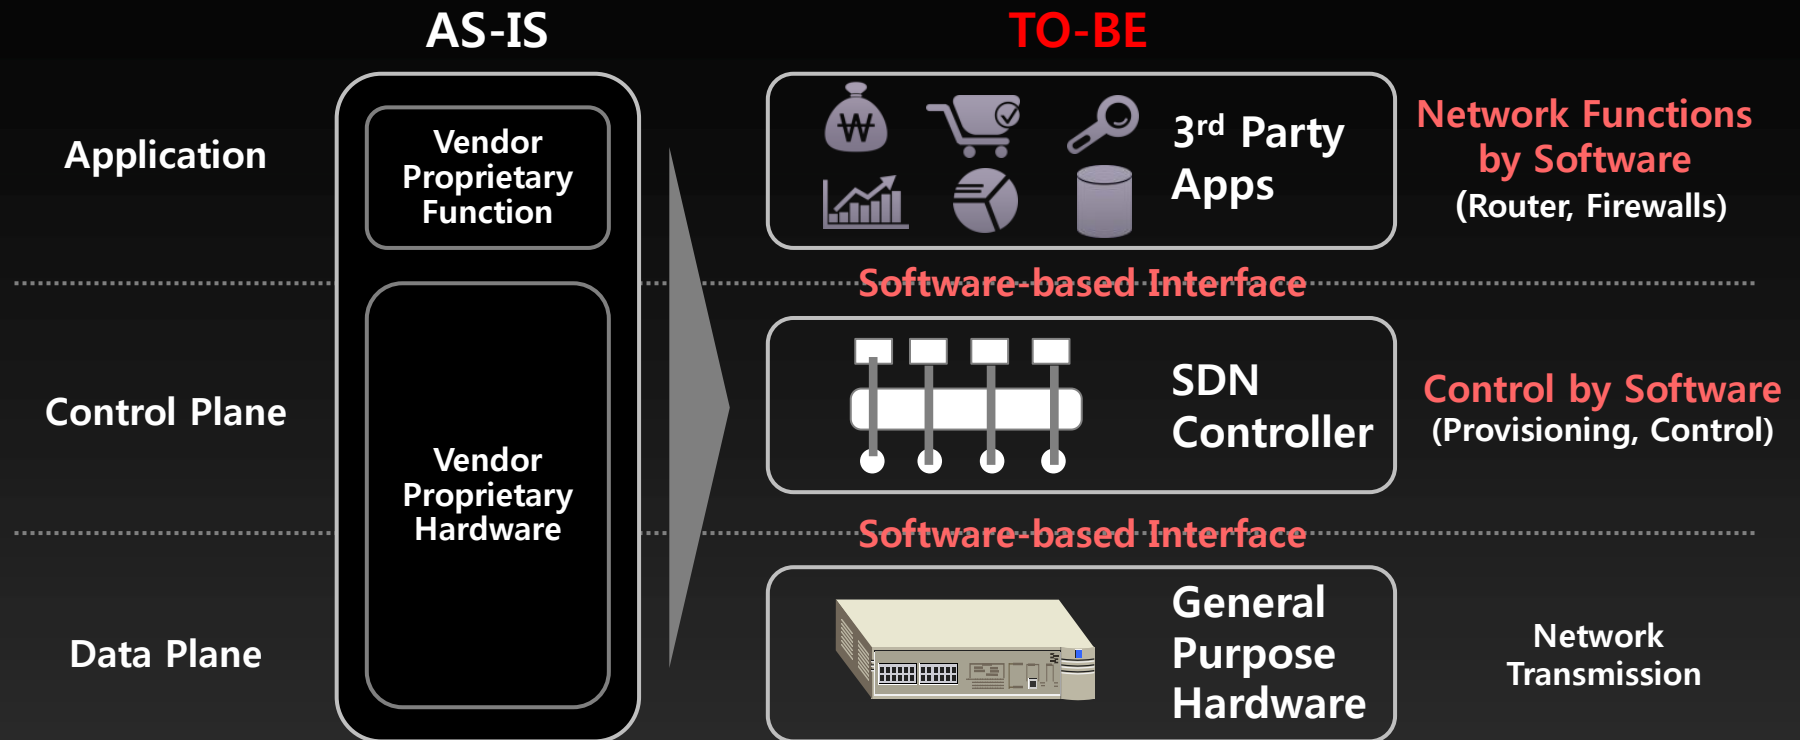 AS-IS
TO-BE
Application
Vendor
Proprietary
Function
₩
3rd Party
Apps
Network Functions
by Software
(Router, Firewalls)
Software-based Interface
Control Plane
Vendor
Proprietary
Hardware
SDN
Controller
Control by Software
(Provisioning, Control)
Software-based Interface
Data Plane
General
Purpose
Hardware
Network
Transmission